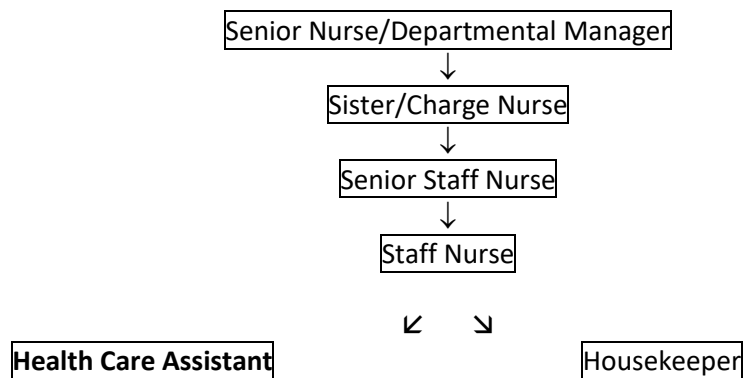 Senior Nurse/Departmental Manager
Sister/Charge Nurse
Senior Staff Nurse
Staff Nurse
Health Care Assistant Housekeeper